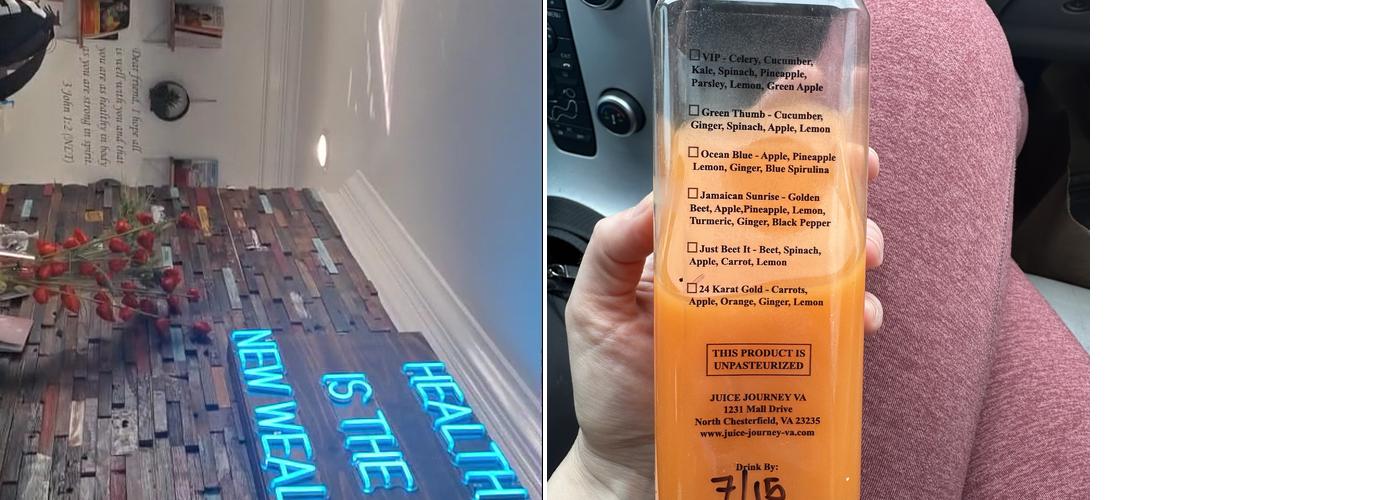 Dear friend, I hope all
is well with you and that
you are as healthy in body
as you are strong in spirit.
3 John 1:2 (NET)
HEALTH
IS THE
NEW WEAL
☐ VIP - Celery, Cucumber,
Kale, Spinach, Pineapple,
Parsley, Lemon, Green Apple
☐ Green Thumb - Cucumber,
Ginger, Spinach, Apple, Lemon
☐ Ocean Blue - Apple, Pineapple
Lemon, Ginger, Blue Spirulina
☐ Jamaican Sunrise - Golden
Beet, Apple,Pineapple, Lemon,
Turmeric, Ginger, Black Pepper
☐ Just Beet It - Beet, Spinach,
Apple, Carrot, Lemon
☐ 24 Karat Gold - Carrots,
Apple, Orange, Ginger, Lemon
THIS PRODUCT IS
UNPASTEURIZED
JUICE JOURNEY VA
1231 Mall Drive
North Chesterfield, VA 23235
www.juice-journey-va.com
Drink By:
7/15